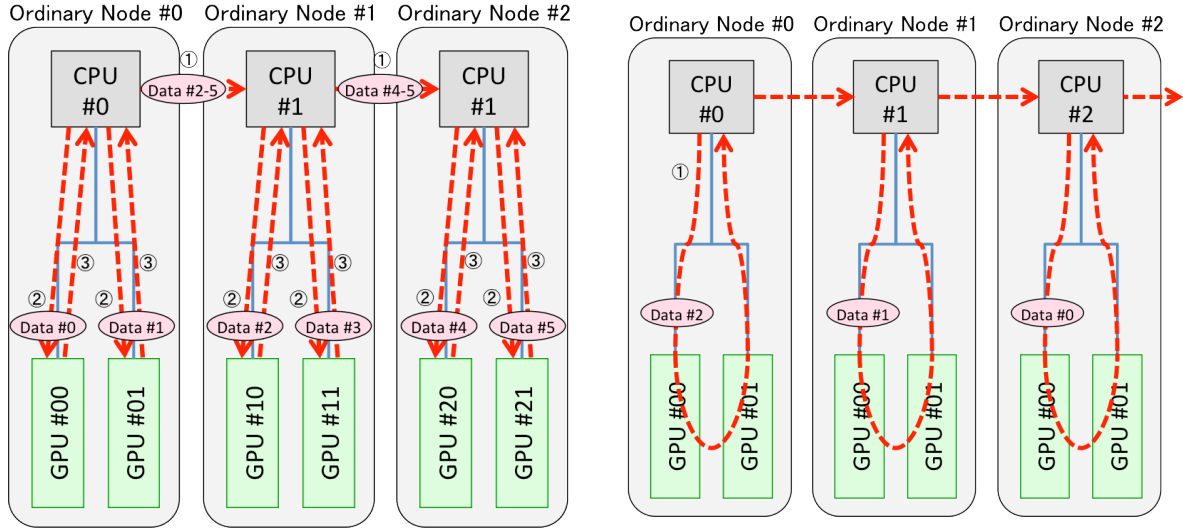 Ordinary Node #0
Ordinary Node #1
Ordinary Node #2
①
①
CPU
#0
Data #2-5
CPU
#1
Data #4-5
CPU
#1
③
③
③
③
③
③
②
②
②
②
②
②
Data #0
Data #1
Data #2
Data #3
Data #4
Data #5
GPU #00
GPU #01
GPU #10
GPU #11
GPU #20
GPU #21
Ordinary Node #0
Ordinary Node #1
Ordinary Node #2
CPU
#0
CPU
#1
CPU
#2
①
Data #2
Data #1
Data #0
GPU #00
GPU #01
GPU #00
GPU #01
GPU #00
GPU #01